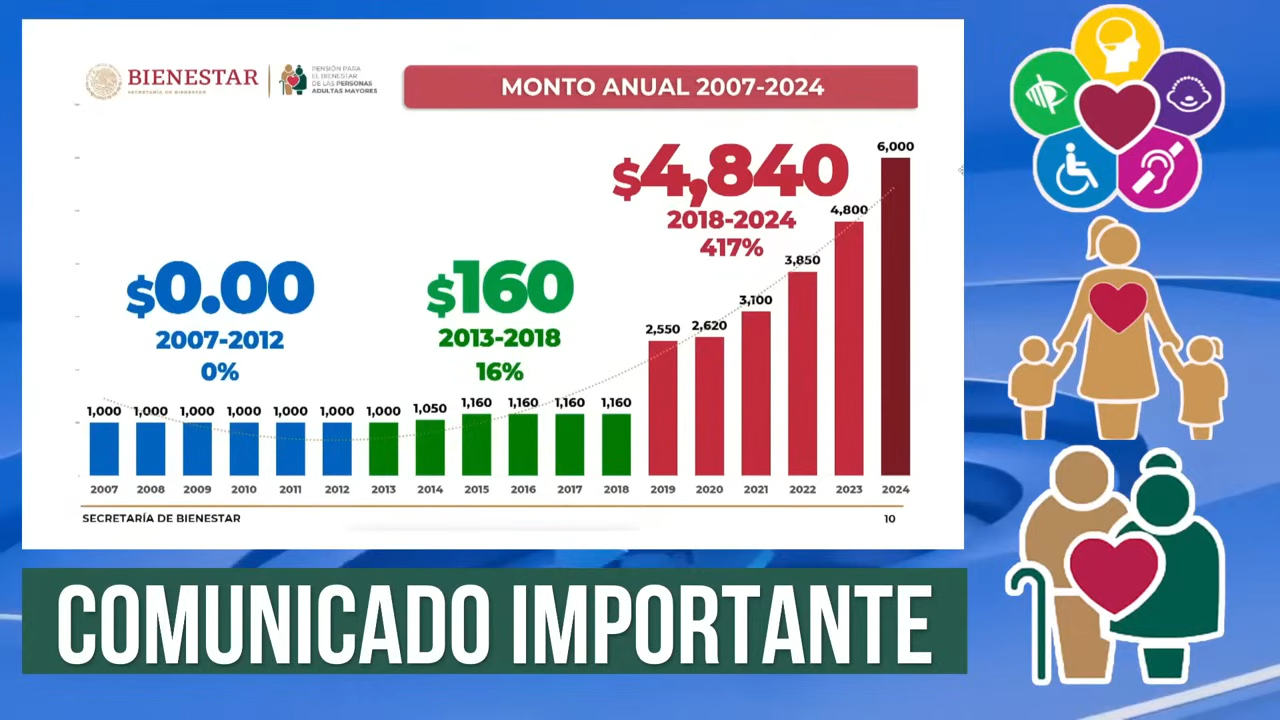 BIENESTAR
SECRETARÍA DE BIENESTAR
PENSIÓN PARA
EL BIENESTAR
DE LAS PERSONAS
ADULTAS MAYORES
MONTO ANUAL 2007-2024
$4,840
2018-2024
417%
$0.00
2007-2012
0%
$160
2013-2018
16%
1,000 1,000 1,000 1,000 1,000 1,000 1,000 1,050 1,160 1,160 1,160 1,160 2,550 2,620 3,100 3,850 4,800 6,000
2007 2008 2009 2010 2011 2012 2013 2014 2015 2016 2017 2018 2019 2020 2021 2022 2023 2024
SECRETARÍA DE BIENESTAR
10
COMUNICADO IMPORTANTE